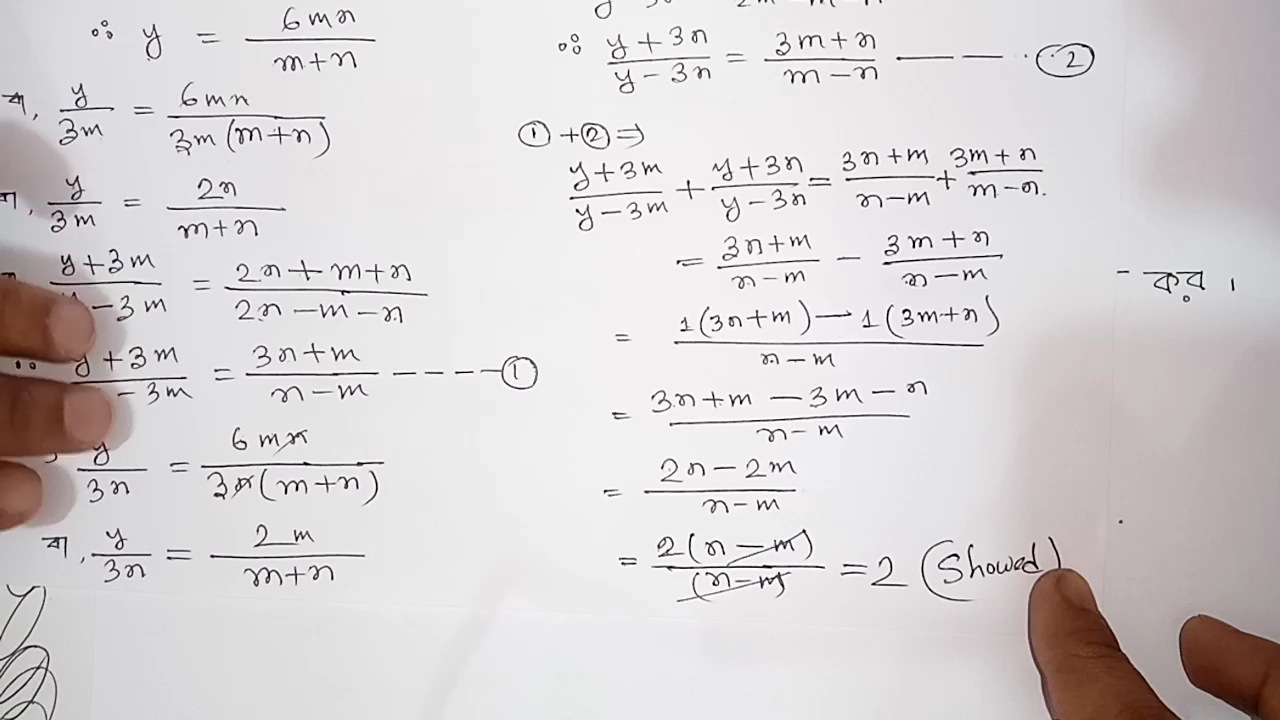 ∴ y = 6mn/(m+n)
বা, y/3m = 6mn/3m(m+n)
বা, y/3m = 2n/(m+n)
y+3m/ -3m = 2n+m+n/2n-m-n
∴ y+3m/ -3m = 3n+m/n-m ----- ①
y/3n = 6mn/3n(m+n)
বা, y/3n = 2m/m+n
∴ y+3n/y-3n = 3m+n/m-n ——— ②
①+②⇒
y+3m/y-3m + y+3n/y-3n = 3n+m/n-m + 3m+n/m-n.
= 3n+m/n-m - 3m+n/n-m
= 1(3n+m)-1(3m+n)/n-m
= 3n+m-3m-n/n-m
= 2n-2m/n-m
= 2(n-m)/(n-m) = 2 (Showed)
- কর।